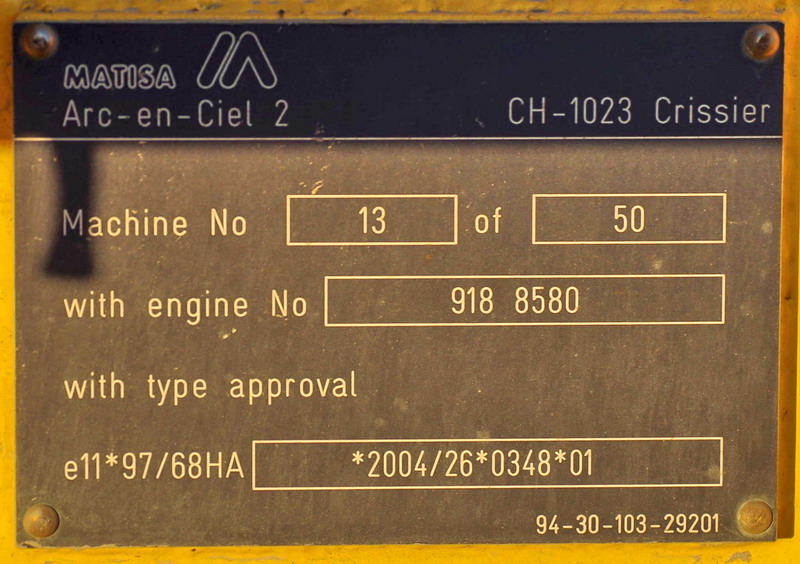 MATISA
Arc-en-Ciel 2 CH-1023 Crissier
Machine No 13 of 50
with engine No 918 8580
with type approval
e11*97/68HA *2004/26*0348*01
94-30-103-29201